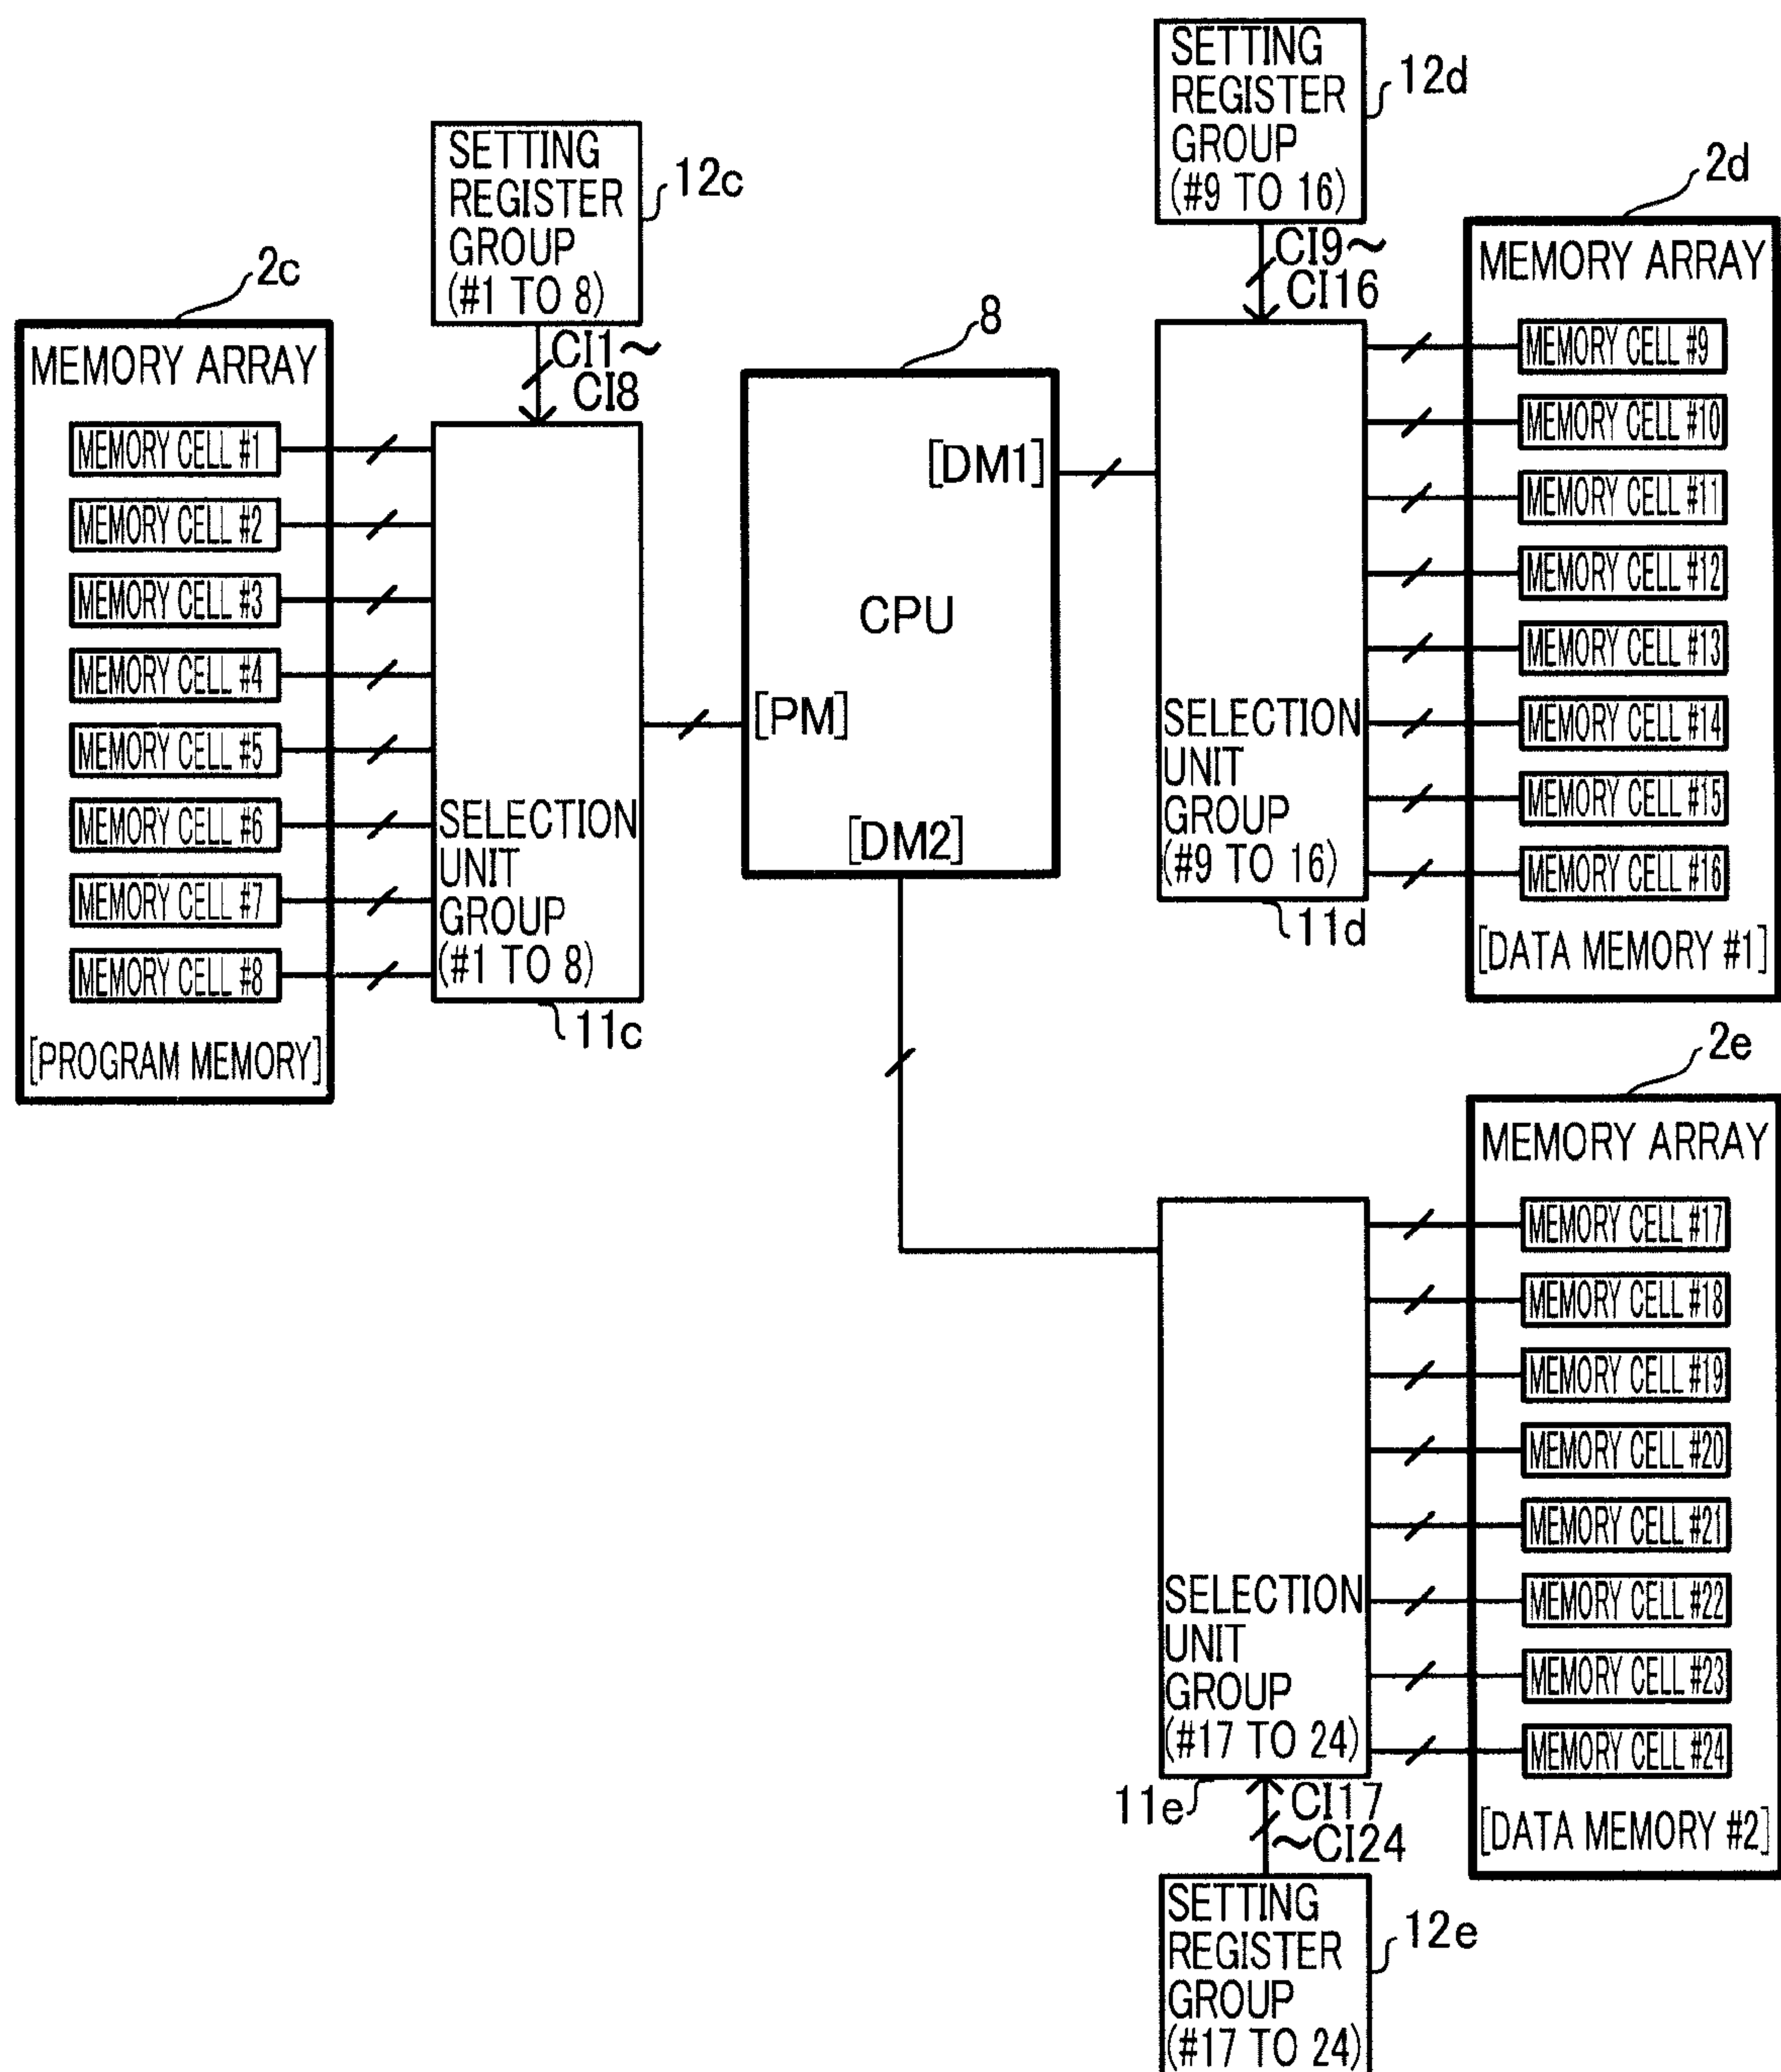 SETTING
REGISTER
GROUP
(#9 TO 16)
12d
CI9~
CI16
SETTING
REGISTER
GROUP
(#1 TO 8)
12c
CI1~
CI8
2c
MEMORY ARRAY
MEMORY CELL #1
MEMORY CELL #2
MEMORY CELL #3
MEMORY CELL #4
MEMORY CELL #5
MEMORY CELL #6
MEMORY CELL #7
MEMORY CELL #8
[PROGRAM MEMORY]
SELECTION
UNIT
GROUP
(#1 TO 8)
11c
8
[DM1]
CPU
[PM]
[DM2]
SELECTION
UNIT
GROUP
(#9 TO 16)
11d
2d
MEMORY ARRAY
MEMORY CELL #9
MEMORY CELL #10
MEMORY CELL #11
MEMORY CELL #12
MEMORY CELL #13
MEMORY CELL #14
MEMORY CELL #15
MEMORY CELL #16
[DATA MEMORY #1]
2e
MEMORY ARRAY
MEMORY CELL #17
MEMORY CELL #18
MEMORY CELL #19
MEMORY CELL #20
MEMORY CELL #21
MEMORY CELL #22
MEMORY CELL #23
MEMORY CELL #24
[DATA MEMORY #2]
SELECTION
UNIT
GROUP
(#17 TO 24)
11e
CI17
~CI24
SETTING
REGISTER
GROUP
(#17 TO 24)
12e